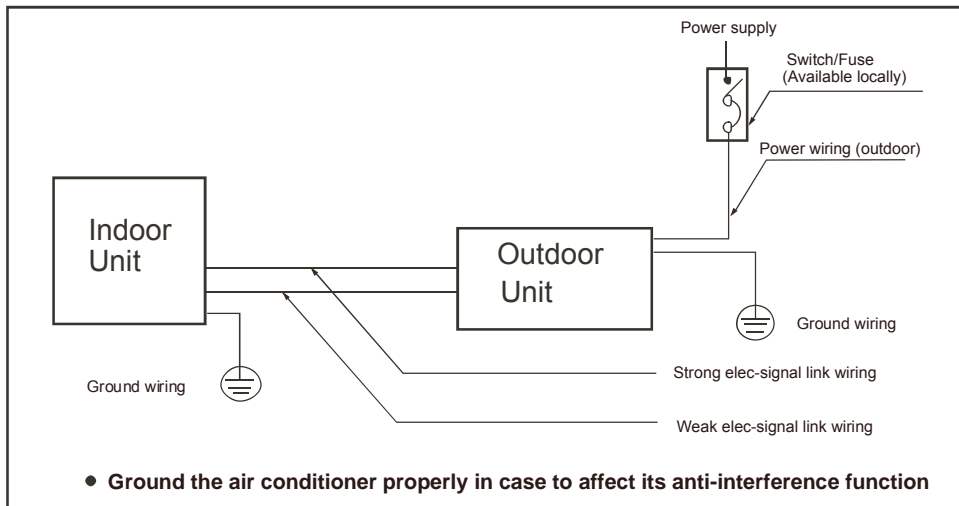 Power supply
Switch/Fuse
(Available locally)
Power wiring (outdoor)
Indoor
Unit
Outdoor
Unit
Ground wiring
Ground wiring
Strong elec-signal link wiring
Weak elec-signal link wiring
● Ground the air conditioner properly in case to affect its anti-interference function